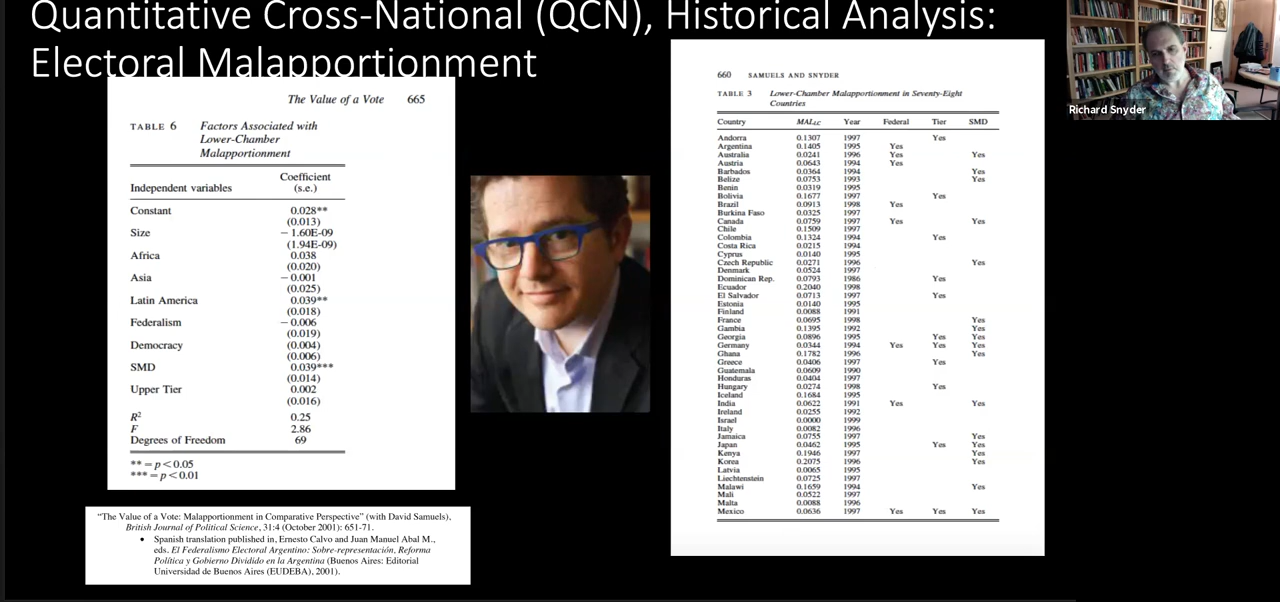 Quantitative Cross-National (QCN), Historical Analysis:
Electoral Malapportionment
The Value of a Vote 665
TABLE 6 Factors Associated with
Lower-Chamber
Malapportionment
Coefficient
Independent variables (s.e.)
Constant 0.028**
(0.013)
Size − 1.60E-09
(1.94E-09)
Africa 0.038
(0.020)
Asia − 0.001
(0.025)
Latin America 0.039**
(0.018)
Federalism − 0.006
(0.019)
Democracy (0.004)
(0.006)
SMD 0.039***
(0.014)
Upper Tier 0.002
(0.016)
R² 0.25
F 2.86
Degrees of Freedom 69
** = p < 0.05
*** = p < 0.01
"The Value of a Vote: Malapportionment in Comparative Perspective" (with David Samuels),
British Journal of Political Science, 31:4 (October 2001): 651-71.
• Spanish translation published in, Ernesto Calvo and Juan Manuel Abal M.,
eds. El Federalismo Electoral Argentino: Sobre-representación, Reforma
Política y Gobierno Dividido en la Argentina (Buenos Aires: Editorial
Universidad de Buenos Aires (EUDEBA), 2001).
660 SAMUELS AND SNYDER
TABLE 3 Lower-Chamber Malapportionment in Seventy-Eight
Countries
Country MALLC Year Federal Tier SMD
Andorra 0.1307 1997 Yes
Argentina 0.1405 1995 Yes
Australia 0.0241 1996 Yes Yes
Austria 0.0643 1994 Yes
Barbados 0.0364 1994 Yes
Belize 0.0753 1993 Yes
Benin 0.0319 1995
Bolivia 0.1677 1997 Yes
Brazil 0.0913 1998 Yes
Burkina Faso 0.0325 1997
Canada 0.0759 1997 Yes Yes
Chile 0.1509 1997
Colombia 0.1324 1994 Yes
Costa Rica 0.0215 1994
Cyprus 0.0140 1995
Czech Republic 0.0271 1996 Yes
Denmark 0.0524 1997
Dominican Rep. 0.0793 1986 Yes
Ecuador 0.2040 1998
El Salvador 0.0713 1997 Yes
Estonia 0.0140 1995
Finland 0.0088 1991
France 0.0695 1998 Yes
Gambia 0.1395 1992 Yes
Georgia 0.0896 1995 Yes Yes
Germany 0.0344 1994 Yes Yes Yes
Ghana 0.1782 1996 Yes
Greece 0.0406 1997 Yes
Guatemala 0.0609 1990
Honduras 0.0404 1997
Hungary 0.0274 1998 Yes
Iceland 0.1684 1995
India 0.0622 1991 Yes Yes
Ireland 0.0255 1992
Israel 0.0000 1999
Italy 0.0082 1996
Jamaica 0.0755 1997 Yes
Japan 0.0462 1995 Yes Yes
Kenya 0.1946 1997 Yes
Korea 0.2075 1996 Yes
Latvia 0.0065 1995
Liechtenstein 0.0725 1997
Malawi 0.1659 1994 Yes
Mali 0.0522 1997
Malta 0.0088 1996
Mexico 0.0636 1997 Yes Yes Yes
Richard Snyder